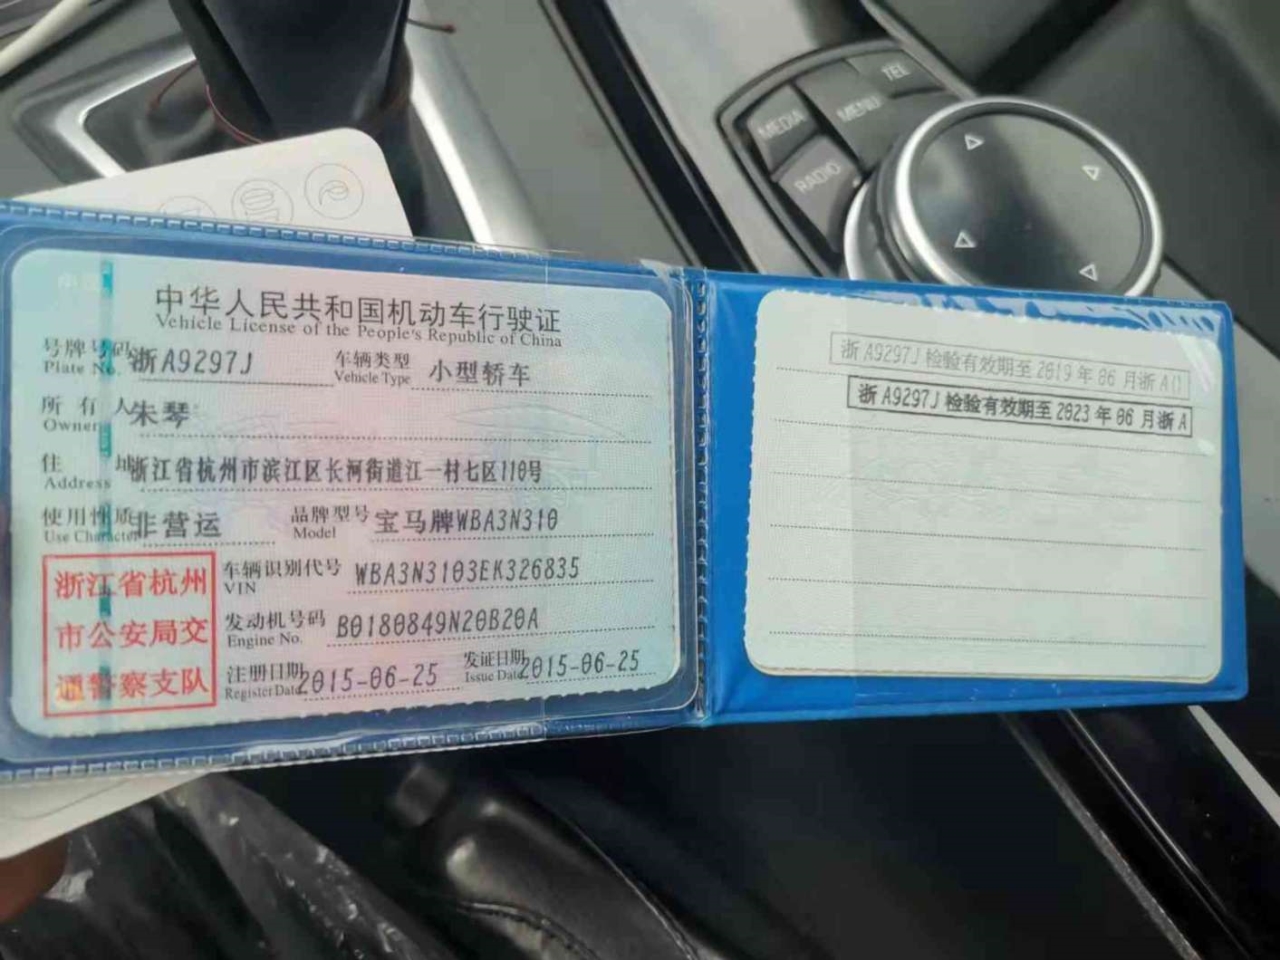 MEDIA
MENU
TEL
RADIO
中华人民共和国机动车行驶证
Vehicle License of the People's Republic of China
号牌号码 浙A9297J 车辆类型 小型轿车
Plate No. Vehicle Type
所有人 朱琴
Owner
住址 浙江省杭州市滨江区长河街道江一村七区110号
Address
使用性质 非营运 品牌型号 宝马牌WBA3N310
Use Character Model
浙江省杭州
市公安局交
通警察支队
车辆识别代号 WBA3N3103EK326835
VIN
发动机号码 B0180849N20B20A
Engine No.
注册日期 2015-06-25 发证日期 2015-06-25
Register Date Issue Date
浙A9297J检验有效期至2019年06月浙A()
浙A9297J检验有效期至2023年06月浙A